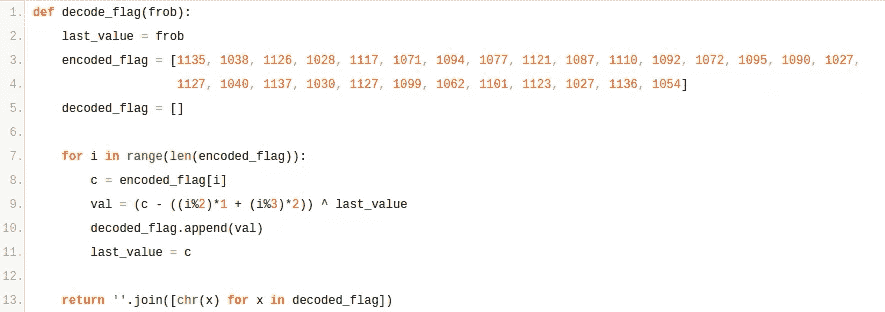 1. def decode_flag(frob):
2.     last_value = frob
3.     encoded_flag = [1135, 1038, 1126, 1028, 1117, 1071, 1094, 1077, 1121, 1087, 1110, 1092, 1072, 1095, 1090, 1027,
4.                     1127, 1040, 1137, 1030, 1127, 1099, 1062, 1101, 1123, 1027, 1136, 1054]
5.     decoded_flag = []
6.
7.     for i in range(len(encoded_flag)):
8.         c = encoded_flag[i]
9.         val = (c - ((i%2)*1 + (i%3)*2)) ^ last_value
10.         decoded_flag.append(val)
11.         last_value = c
12.
13.     return ''.join([chr(x) for x in decoded_flag])